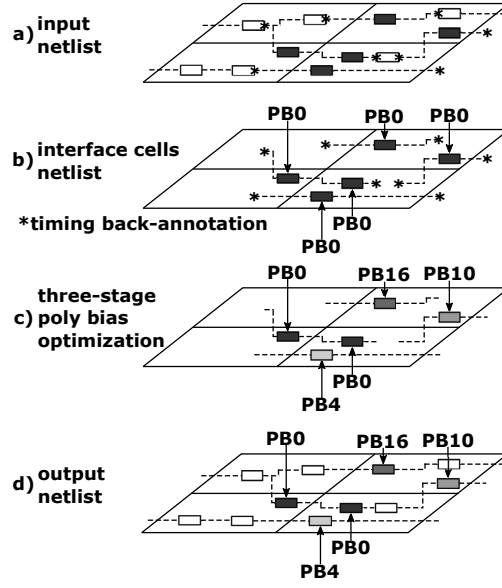 a) input
netlist
PB0
PB0 PB0
b) interface cells
netlist
*timing back-annotation
PB0
PB0
PB0 PB16 PB10
c) three-stage
poly bias
optimization
PB0
PB4
PB0 PB16 PB10
d) output
netlist
PB0
PB4